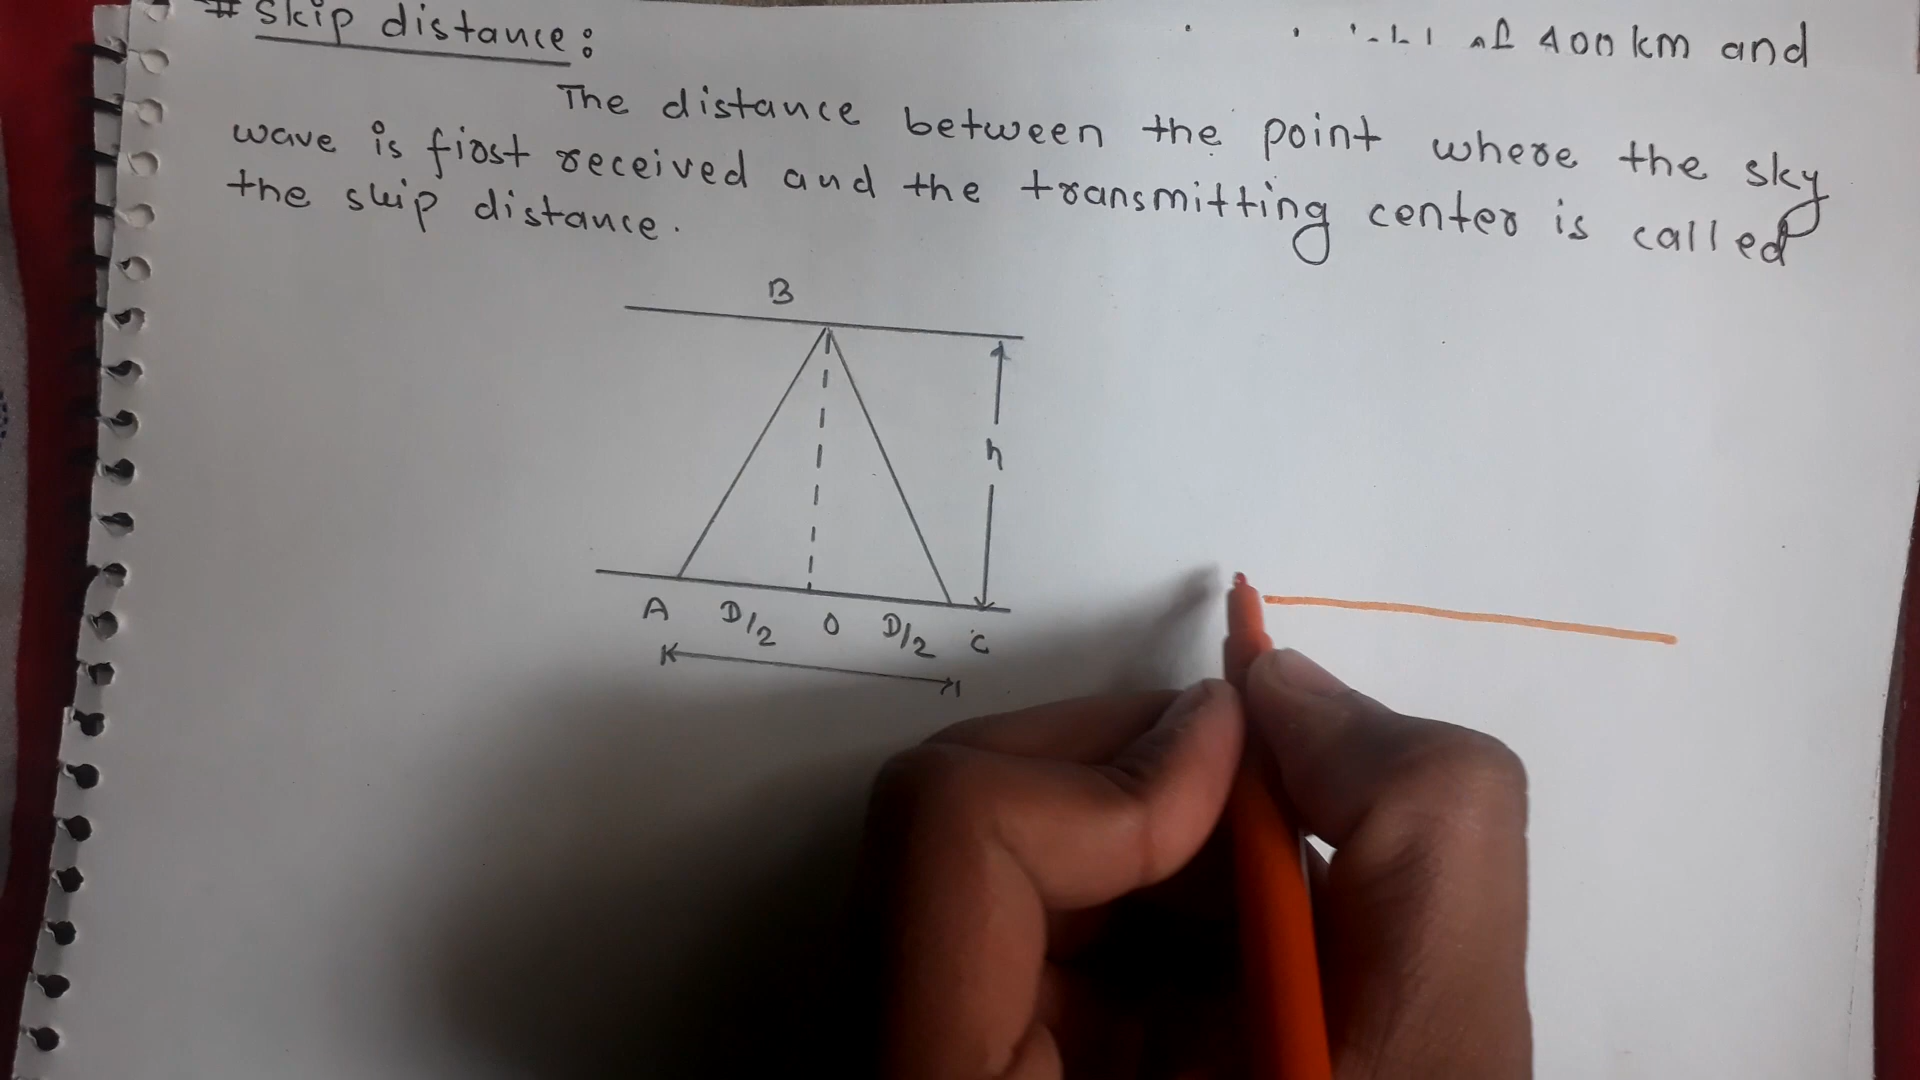 # Skip distance:
of 400 km and
The distance between the point where the sky
wave is first received and the transmitting center is called
the skip distance.
B
h
A D/2 O D/2 C